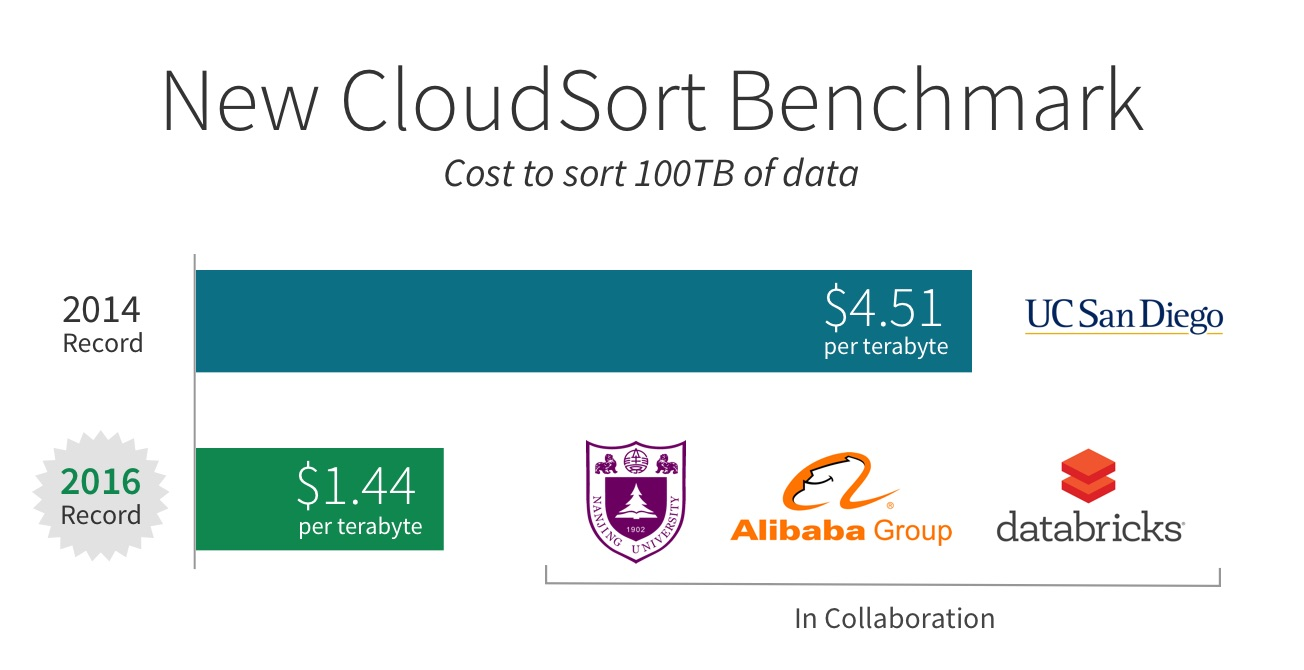 New CloudSort Benchmark
Cost to sort 100TB of data
2014
Record
$4.51
per terabyte
UC San Diego
2016
Record
$1.44
per terabyte
NANJING UNIVERSITY
1902
Alibaba Group
®
databricks
In Collaboration